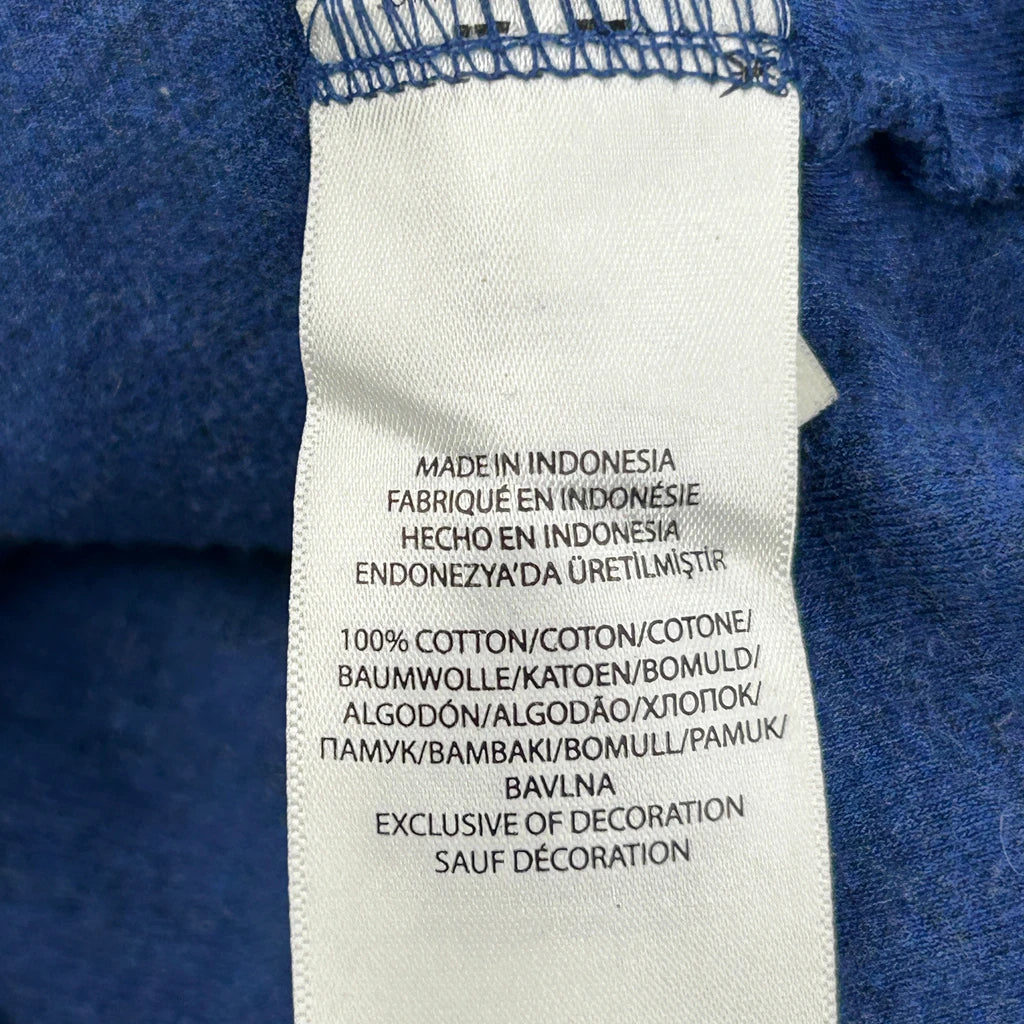 MADE IN INDONESIA
FABRIQUÉ EN INDONÉSIE
HECHO EN INDONESIA
ENDONEZYA'DA ÜRETİLMİŞTİR
100% COTTON/COTON/COTONE/
BAUMWOLLE/KATOEN/BOMULD/
ALGODÓN/ALGODÃO/ХЛОПОК/
ПАМУК/BAMBAKI/BOMULL/PAMUK/
BAVLNA
EXCLUSIVE OF DECORATION
SAUF DÉCORATION